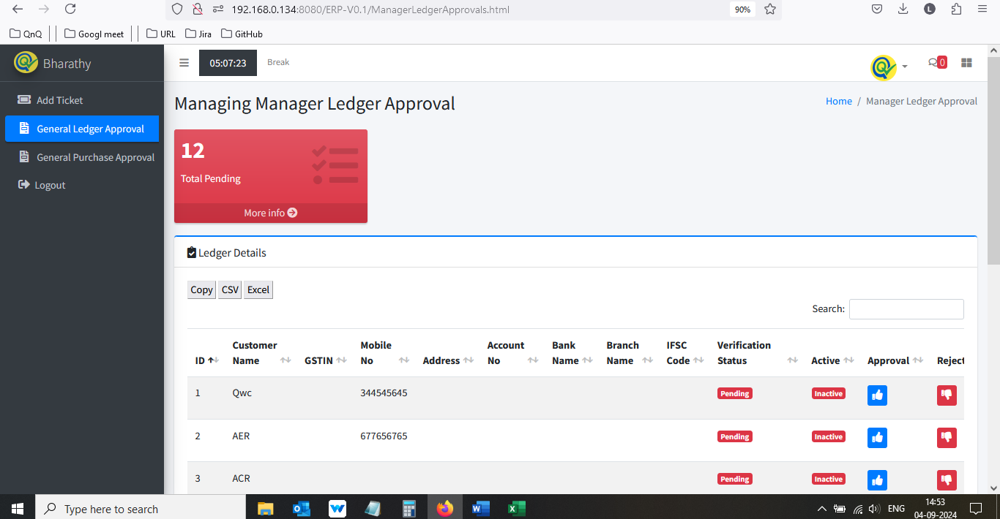 192.168.0.134:8080/ERP-V0.1/ManagerLedgerApprovals.html
90%
L
QnQ
Googl meet
URL
Jira
GitHub
Bharathy
05:07:23
Break
0
Add Ticket
General Ledger Approval
General Purchase Approval
Logout
Managing Manager Ledger Approval
Home / Manager Ledger Approval
12
Total Pending
More info
Ledger Details
Copy CSV Excel
Search:
ID Customer Name GSTIN Mobile No Address Account No Bank Name Branch Name IFSC Code Verification Status Active Approval Reject
1 Qwc 344545645 Pending Inactive
2 AER 677656765 Pending Inactive
3 ACR Pending Inactive
Type here to search
ENG
14:53
04-09-2024